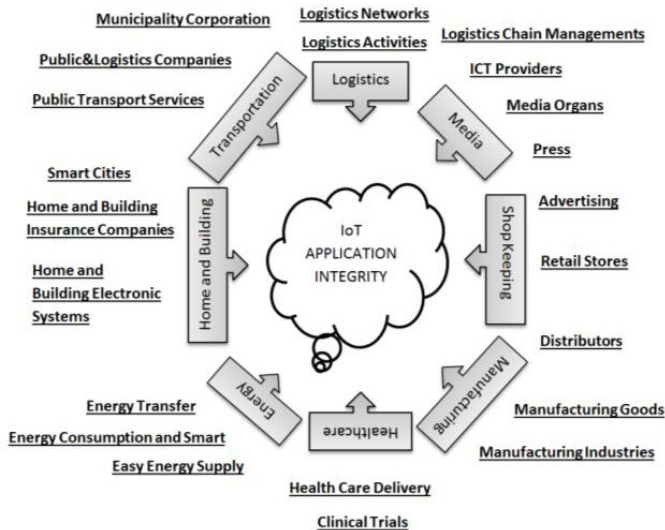 Municipality Corporation
Logistics Networks
Logistics Activities
Logistics Chain Managements
Public&Logistics Companies
ICT Providers
Public Transport Services
Media Organs
Press
Transportation
Logistics
Media
Smart Cities
Home and Building
Insurance Companies
Home and
Building Electronic
Systems
Home and Building
IoT
APPLICATION
INTEGRITY
Shop Keeping
Advertising
Retail Stores
Distributors
Energy
Healthcare
Manufacturing
Energy Transfer
Energy Consumption and Smart
Easy Energy Supply
Manufacturing Goods
Manufacturing Industries
Health Care Delivery
Clinical Trials